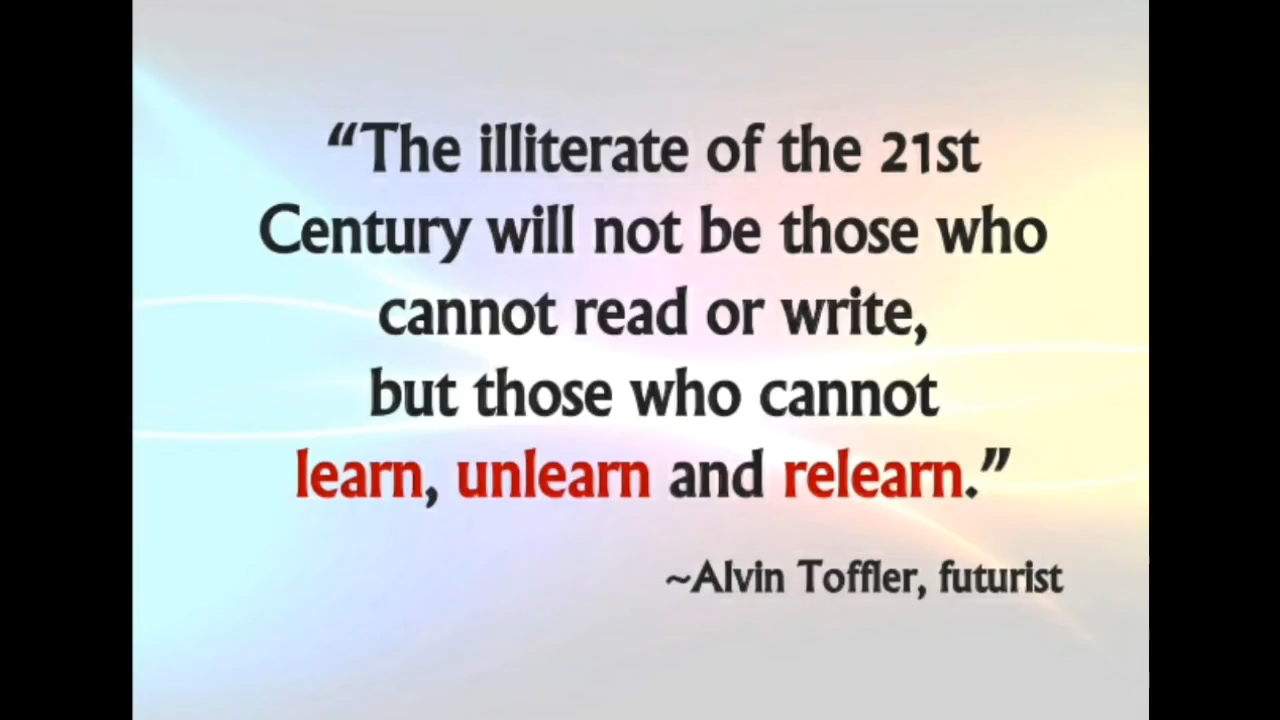 “The illiterate of the 21st
Century will not be those who
cannot read or write,
but those who cannot
learn, unlearn and relearn.”
~Alvin Toffler, futurist